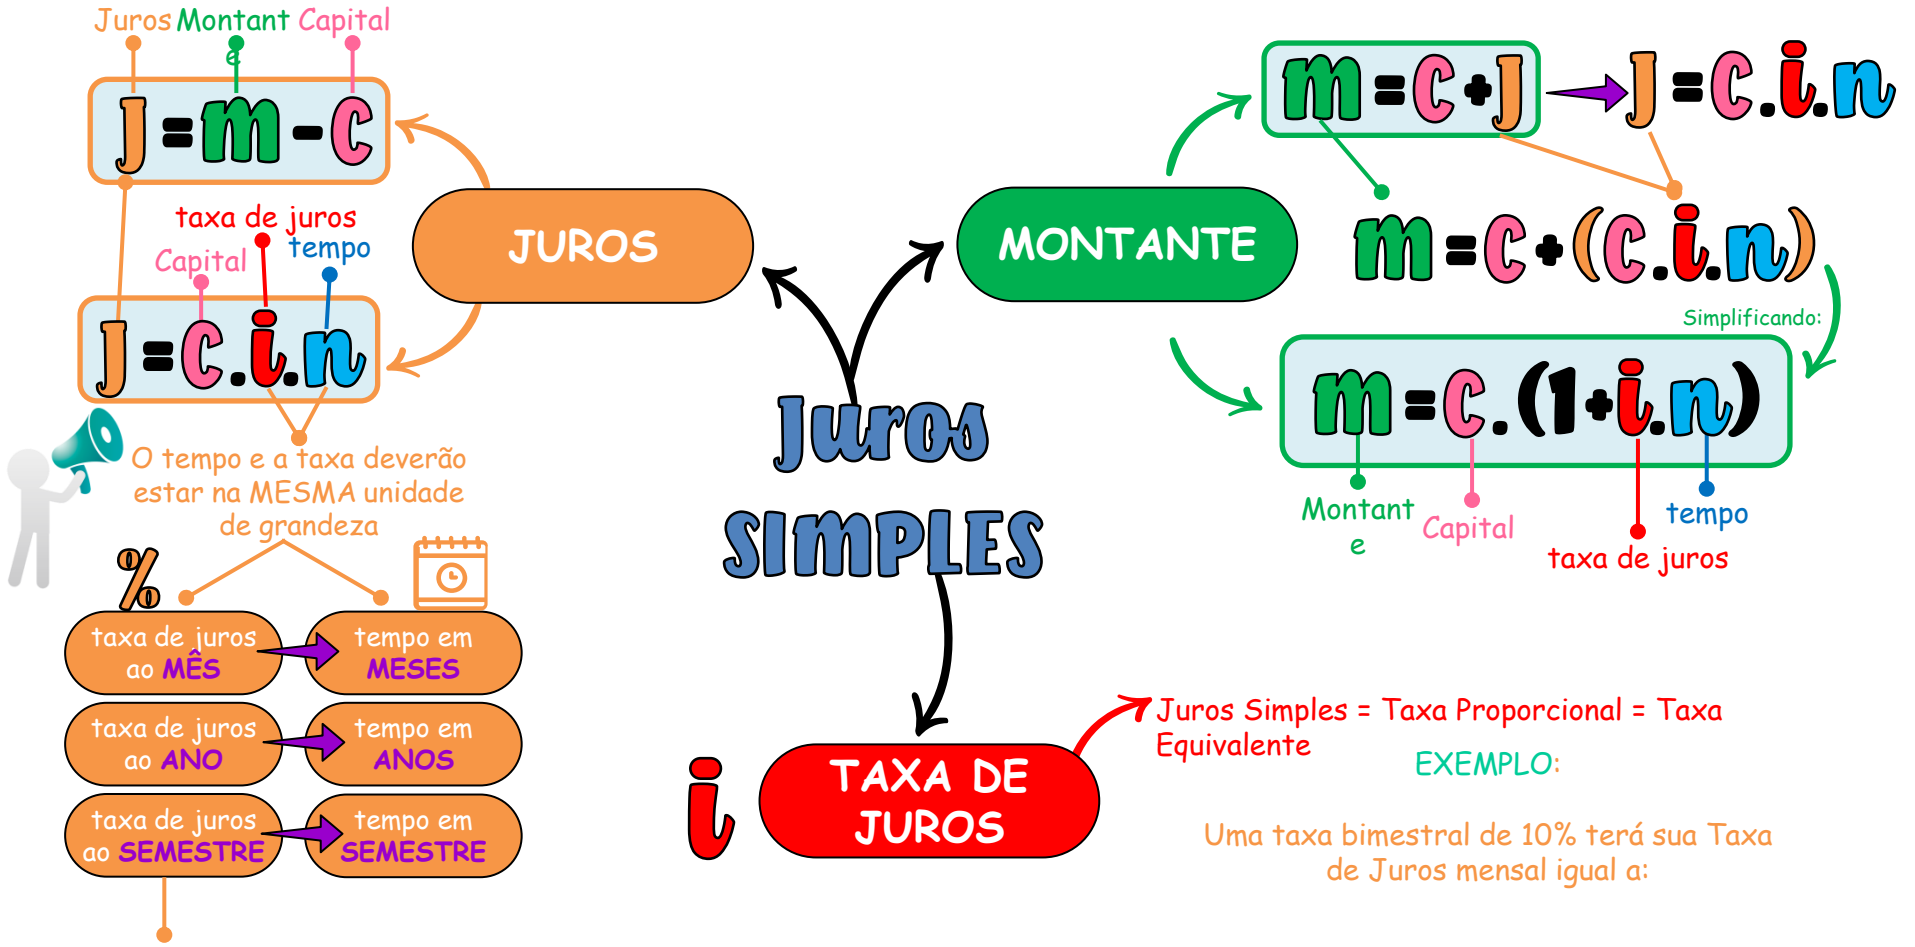 Juros Montant Capital
e
J = m - C
taxa de juros
Capital tempo
J = C . i . n
O tempo e a taxa deverão
estar na MESMA unidade
de grandeza
%
taxa de juros
ao MÊS
tempo em
MESES
taxa de juros
ao ANO
tempo em
ANOS
taxa de juros
ao SEMESTRE
tempo em
SEMESTRE
JUROS
Juros
SIMPLES
MONTANTE
m = C + J
J = C . i . n
m = C + (C . i . n)
Simplificando:
m = C . (1 + i . n)
Montant
e
Capital
taxa de juros
tempo
i
TAXA DE
JUROS
Juros Simples = Taxa Proporcional = Taxa
Equivalente
EXEMPLO:
Uma taxa bimestral de 10% terá sua Taxa
de Juros mensal igual a: